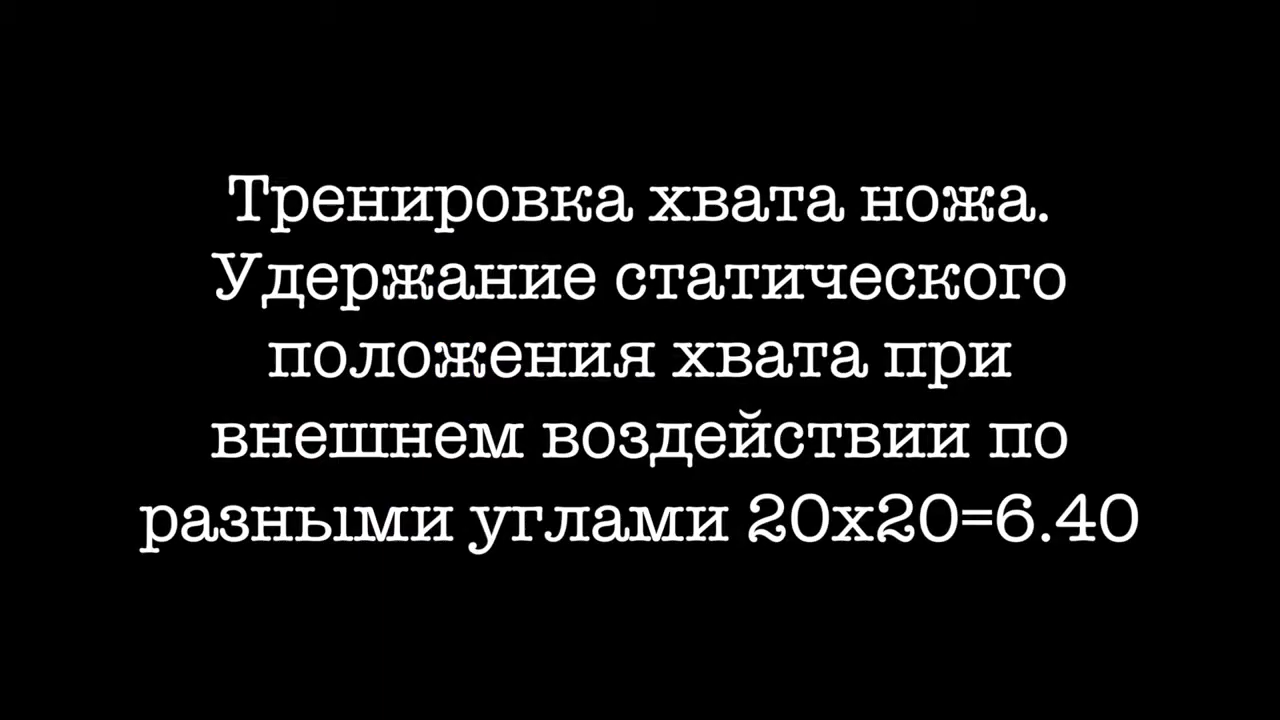 Тренировка хвата ножа.
Удержание статического
положения хвата при
внешнем воздействии по
разными углами 20х20=6.40